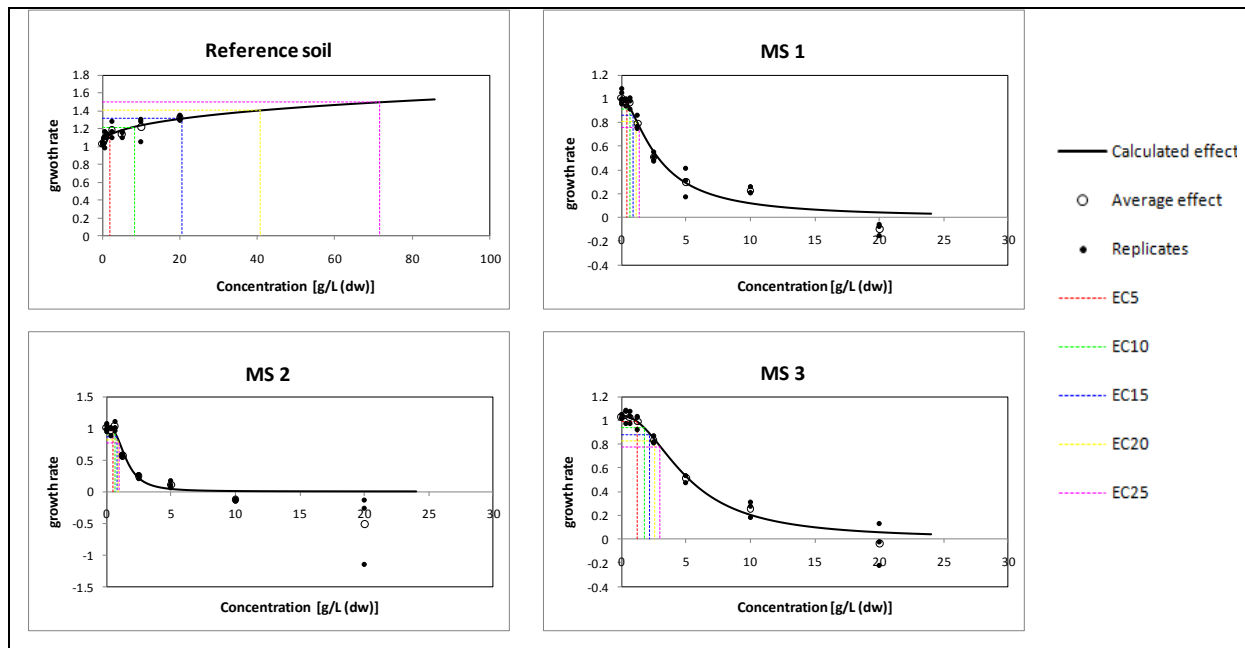 Reference soil
1.8
1.6
1.4
1.2
1
0.8
0.6
0.4
0.2
0
grwoth rate
0 20 40 60 80 100
Concentration [g/L (dw)]
MS 1
1.2
1
0.8
0.6
0.4
0.2
0
-0.2
-0.4
growth rate
0 5 10 15 20 25 30
Concentration [g/L (dw)]
MS 2
1.5
1
0.5
0
-0.5
-1
-1.5
growth rate
0 5 10 15 20 25 30
Concentration [g/L (dw)]
MS 3
1.2
1
0.8
0.6
0.4
0.2
0
-0.2
-0.4
growth rate
0 5 10 15 20 25 30
Concentration [g/L (dw)]
Calculated effect
Average effect
Replicates
EC5
EC10
EC15
EC20
EC25